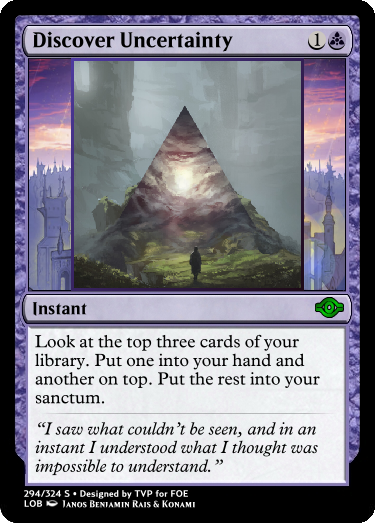 Discover Uncertainty 1
Instant
Look at the top three cards of your
library. Put one into your hand and
another on top. Put the rest into your
sanctum.
“I saw what couldn’t be seen, and in an
instant I understood what I thought was
impossible to understand.”
294/324 S • Designed by TVP for FOE
LOB Janos Benjamin Rais & Konami